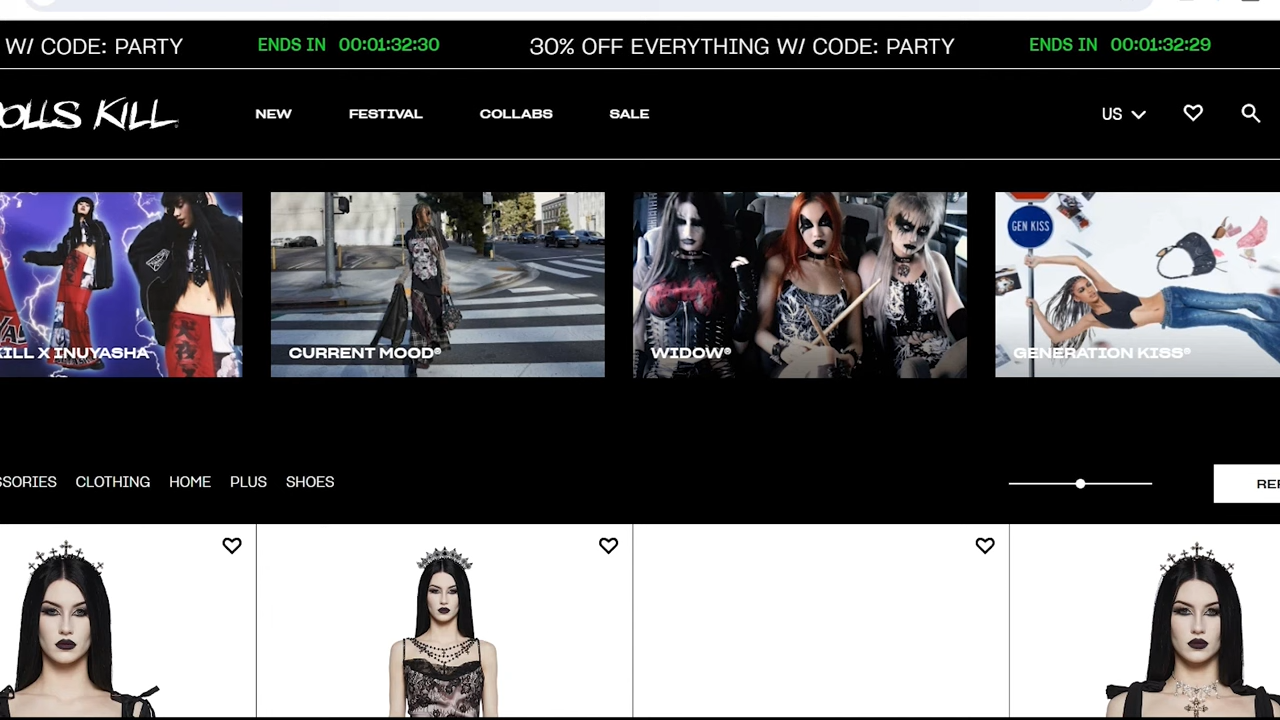 W/ CODE: PARTY ENDS IN 00:01:32:30 30% OFF EVERYTHING W/ CODE: PARTY ENDS IN 00:01:32:29
OLLS KILL NEW FESTIVAL COLLABS SALE US
GEN KISS
KILL X INUYASHA CURRENT MOOD® WIDOW® GENERATION KISS®
SSORIES CLOTHING HOME PLUS SHOES REF